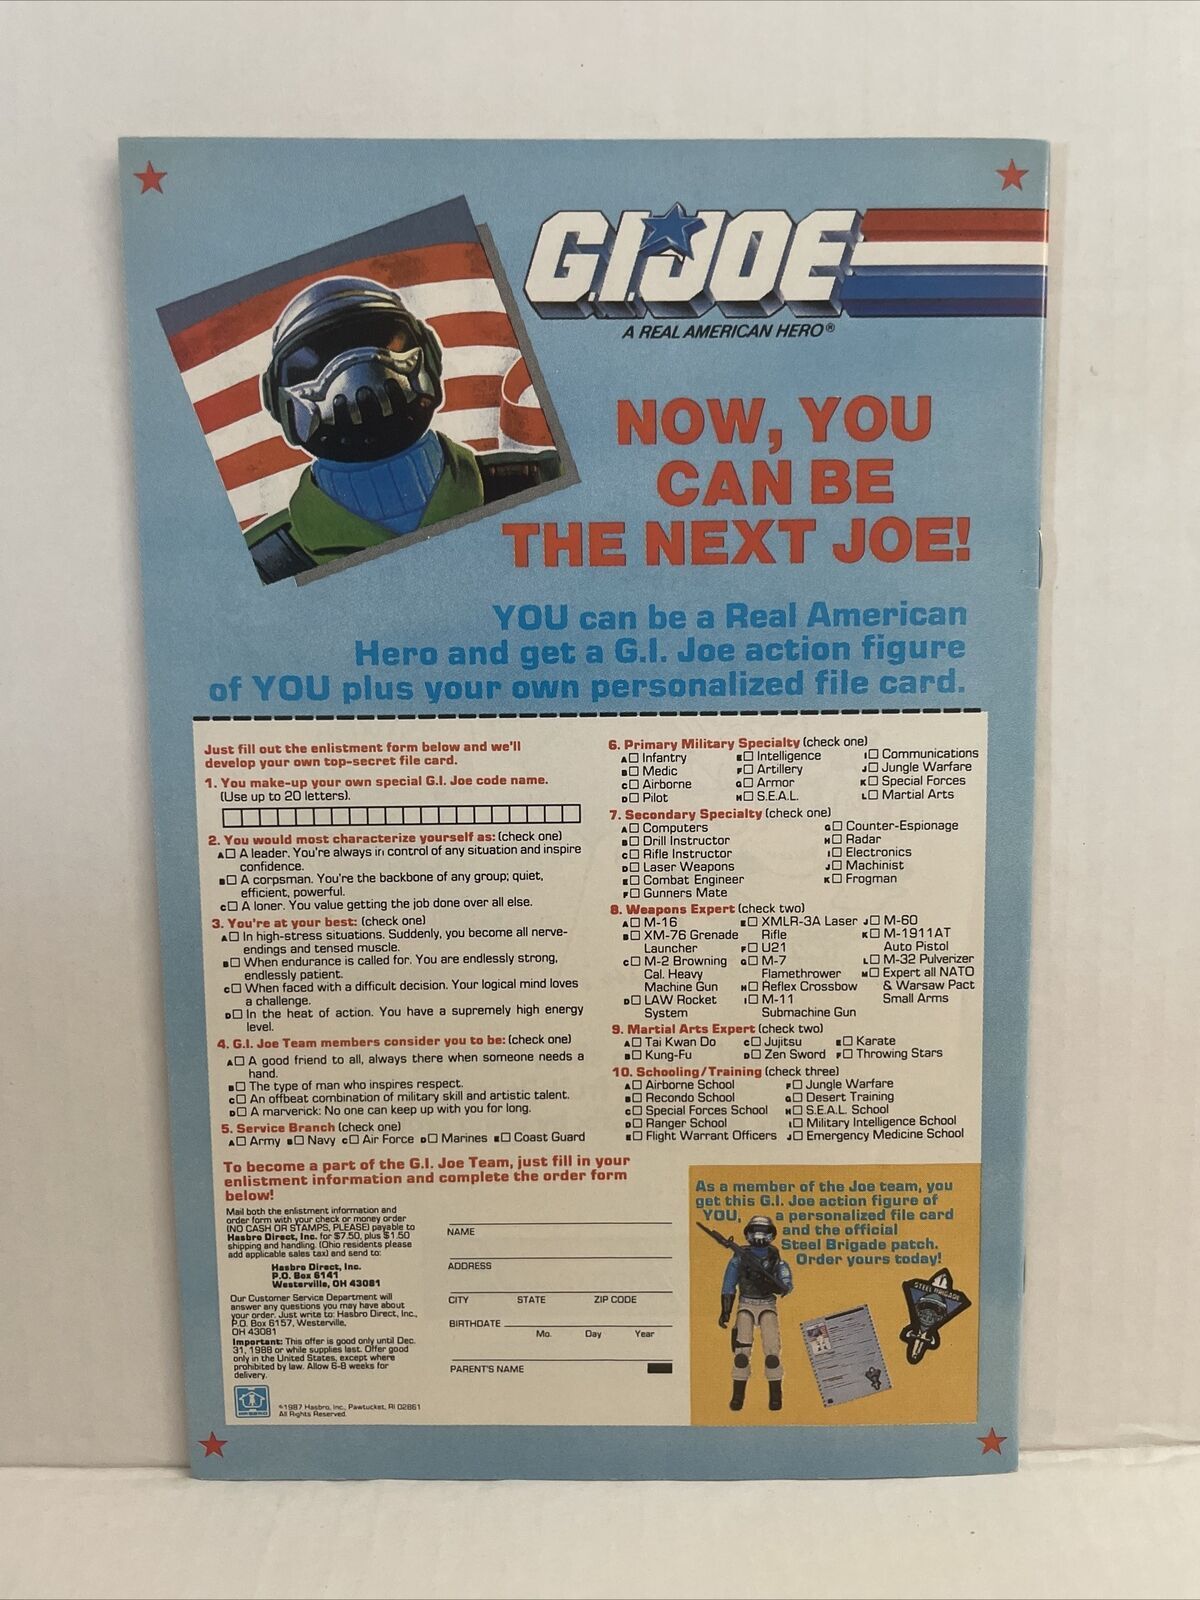 G.I. JOE
A REAL AMERICAN HERO®
NOW, YOU
CAN BE
THE NEXT JOE!
YOU can be a Real American
Hero and get a G.I. Joe action figure
of YOU plus your own personalized file card.
Just fill out the enlistment form below and we'll
develop your own top-secret file card.
1. You make-up your own special G.I. Joe code name.
(Use up to 20 letters).
2. You would most characterize yourself as: (check one)
A☐ A leader. You're always in control of any situation and inspire
confidence.
B☐ A corpsman. You're the backbone of any group; quiet,
efficient, powerful.
C☐ A loner. You value getting the job done over all else.
3. You're at your best: (check one)
A☐ In high-stress situations. Suddenly, you become all nerve-
endings and tensed muscle.
B☐ When endurance is called for. You are endlessly strong,
endlessly patient.
C☐ When faced with a difficult decision. Your logical mind loves
a challenge.
D☐ In the heat of action. You have a supremely high energy
level.
4. G.I. Joe Team members consider you to be: (check one)
A☐ A good friend to all, always there when someone needs a
hand.
B☐ The type of man who inspires respect.
C☐ An offbeat combination of military skill and artistic talent.
D☐ A marverick: No one can keep up with you for long.
5. Service Branch (check one)
A☐ Army B☐ Navy C☐ Air Force D☐ Marines E☐ Coast Guard
6. Primary Military Specialty (check one)
A☐ Infantry E☐ Intelligence I☐ Communications
B☐ Medic F☐ Artillery J☐ Jungle Warfare
C☐ Airborne G☐ Armor K☐ Special Forces
D☐ Pilot H☐ S.E.A.L. L☐ Martial Arts
7. Secondary Specialty (check one)
A☐ Computers G☐ Counter-Espionage
B☐ Drill Instructor H☐ Radar
C☐ Rifle Instructor I☐ Electronics
D☐ Laser Weapons J☐ Machinist
E☐ Combat Engineer K☐ Frogman
F☐ Gunners Mate
8. Weapons Expert (check two)
A☐ M-16 E☐ XMLR-3A Laser J☐ M-60
B☐ XM-76 Grenade Rifle K☐ M-1911AT
Launcher F☐ U21 Auto Pistol
C☐ M-2 Browning G☐ M-7 L☐ M-32 Pulverizer
Cal. Heavy Flamethrower M☐ Expert all NATO
Machine Gun H☐ Reflex Crossbow & Warsaw Pact
D☐ LAW Rocket I☐ M-11 Small Arms
System Submachine Gun
9. Martial Arts Expert (check two)
A☐ Tai Kwan Do C☐ Jujitsu E☐ Karate
B☐ Kung-Fu D☐ Zen Sword F☐ Throwing Stars
10. Schooling/Training (check three)
A☐ Airborne School F☐ Jungle Warfare
B☐ Recondo School G☐ Desert Training
C☐ Special Forces School H☐ S.E.A.L. School
D☐ Ranger School I☐ Military Intelligence School
E☐ Flight Warrant Officers J☐ Emergency Medicine School
To become a part of the G.I. Joe Team, just fill in your
enlistment information and complete the order form
below!
Mail both the enlistment information and
order form with your check or money order
(NO CASH OR STAMPS, PLEASE) payable to
Hasbro Direct, Inc. for $7.50, plus $1.50
shipping and handling. (Ohio residents please
add applicable sales tax) and send to:
Hasbro Direct, Inc.
P.O. Box 6141
Westerville, OH 43081
Our Customer Service Department will
answer any questions you may have about
your order. Just write to: Hasbro Direct, Inc.,
P.O. Box 6157, Westerville,
OH 43081
Important: This offer is good only until Dec.
31, 1988 or while supplies last. Offer good
only in the United States, except where
prohibited by law. Allow 6-8 weeks for
delivery.
HASBRO
©1987 Hasbro, Inc., Pawtucket, RI 02861
All Rights Reserved.
NAME
ADDRESS
CITY STATE ZIP CODE
BIRTHDATE
Mo. Day Year
PARENT'S NAME
As a member of the Joe team, you
get this G.I. Joe action figure of
YOU, a personalized file card
and the official
Steel Brigade patch.
Order yours today!
STEEL BRIGADE